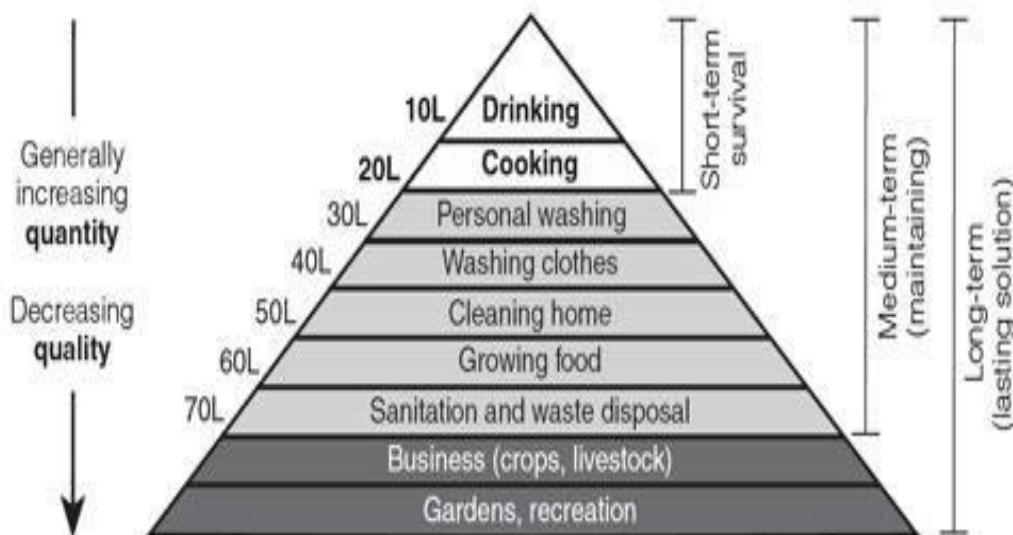 10L
Drinking
20L
Cooking
30L
Personal washing
40L
Washing clothes
50L
Cleaning home
60L
Growing food
70L
Sanitation and waste disposal
Business (crops, livestock)
Gardens, recreation
Generally
increasing
quantity
Decreasing
quality
Short-term
survival
Medium-term
(maintaining)
Long-term
(lasting solution)